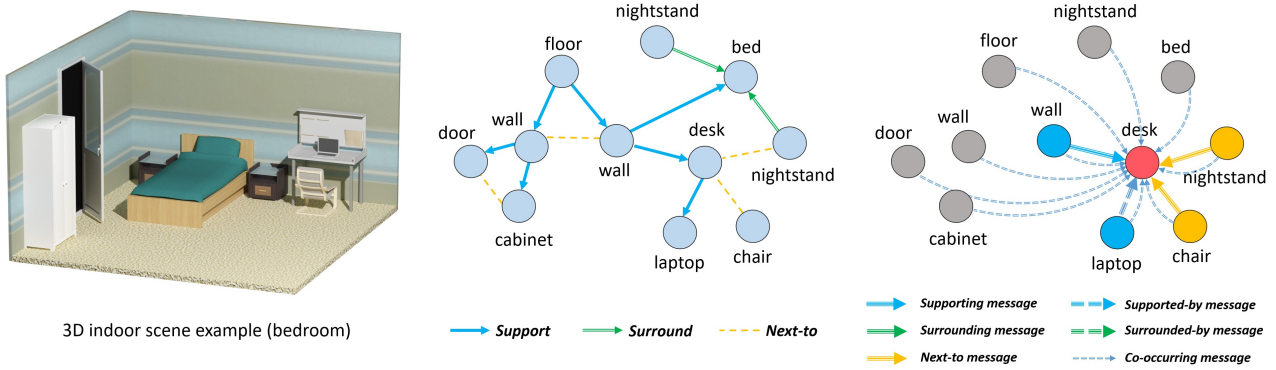 nightstand
floor
bed
wall
door
desk
wall
nightstand
cabinet
laptop
chair
3D indoor scene example (bedroom)
Support
Surround
Next-to
nightstand
floor
bed
wall
desk
wall
door
nightstand
cabinet
laptop
chair
Supporting message
Supported-by message
Surrounding message
Surrounded-by message
Next-to message
Co-occurring message